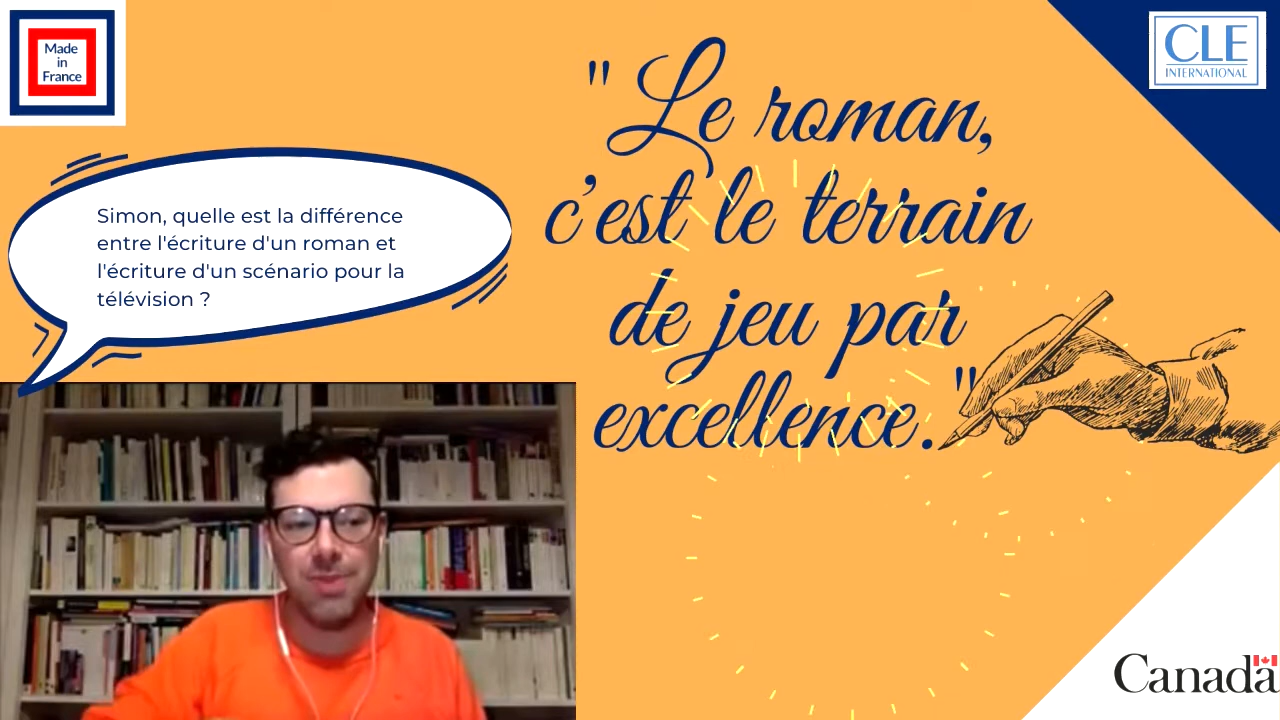 Made
in
France
CLE
INTERNATIONAL
" Le roman,
c'est le terrain
de jeu par
excellence. "
Simon, quelle est la différence
entre l'écriture d'un roman et
l'écriture d'un scénario pour la
télévision ?
Canada